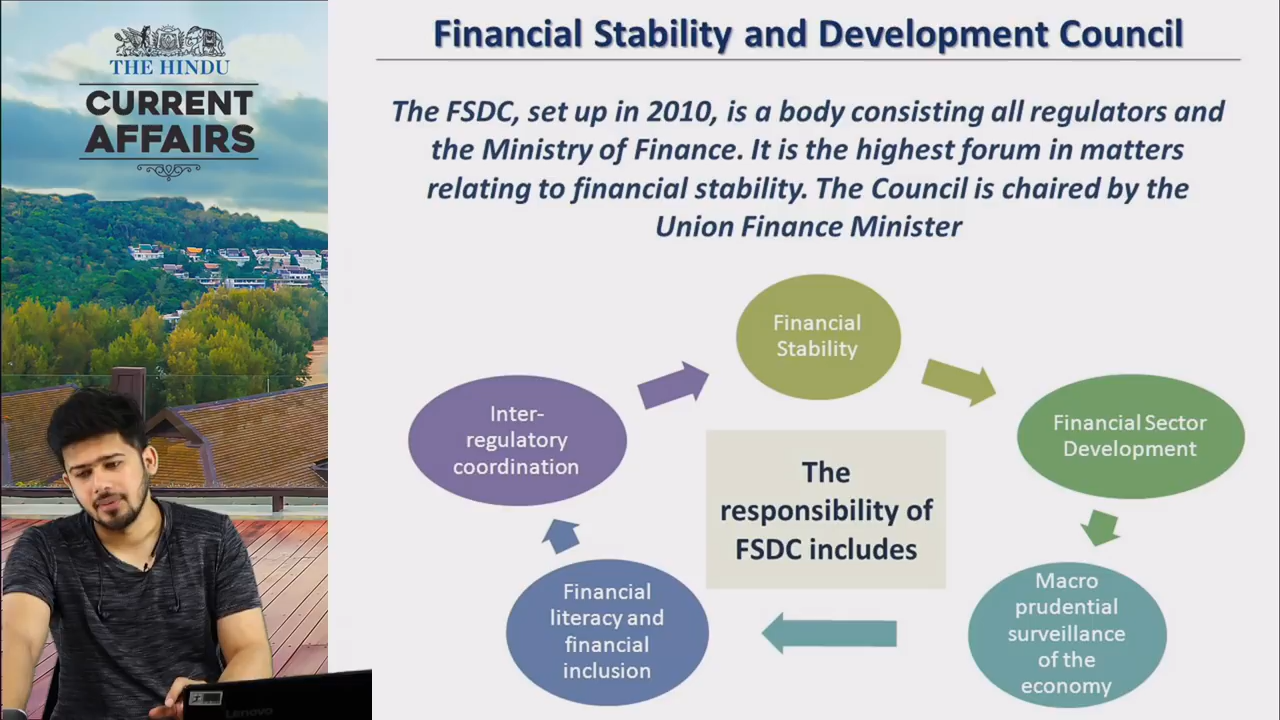 THE HINDU
CURRENT
AFFAIRS
Financial Stability and Development Council
The FSDC, set up in 2010, is a body consisting all regulators and
the Ministry of Finance. It is the highest forum in matters
relating to financial stability. The Council is chaired by the
Union Finance Minister
Financial
Stability
Financial Sector
Development
Macro
prudential
surveillance
of the
economy
Financial
literacy and
financial
inclusion
Inter-
regulatory
coordination
The
responsibility of
FSDC includes
Lenovo